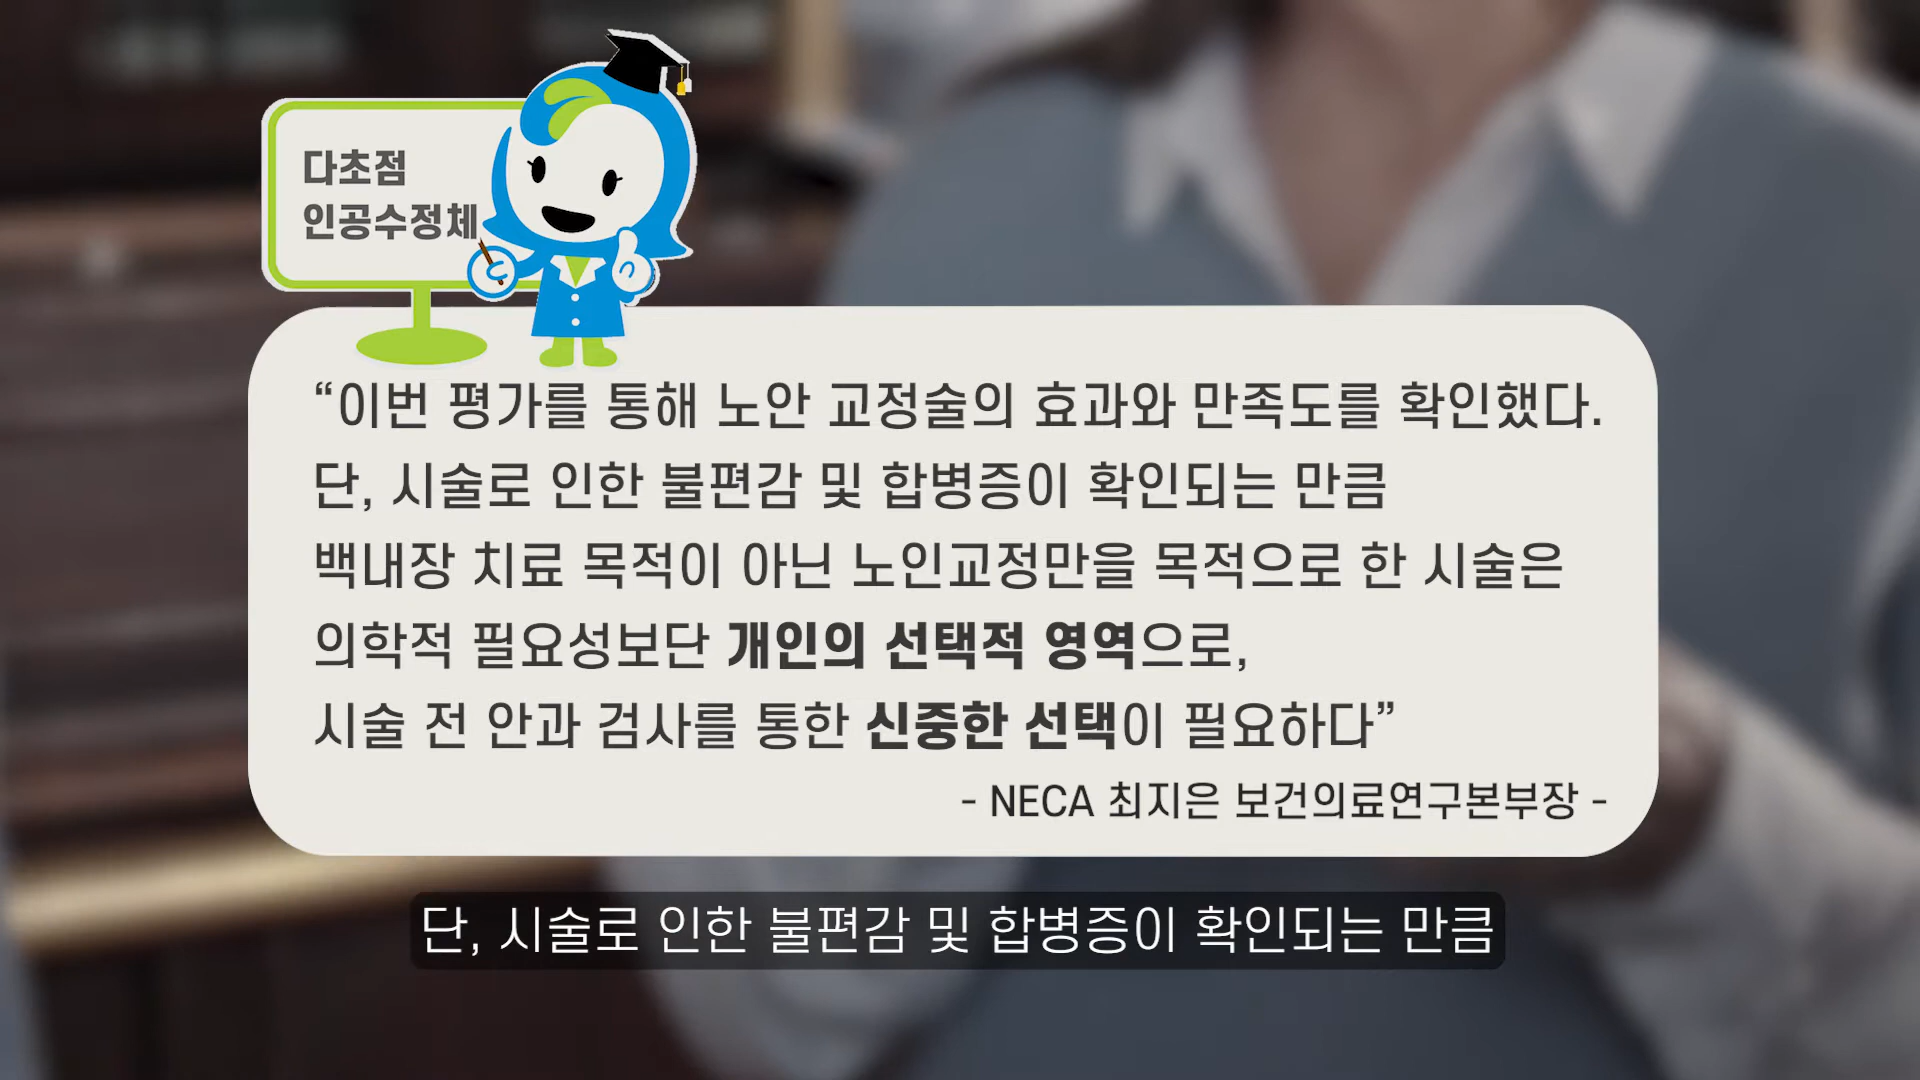 다초점
인공수정체
“이번 평가를 통해 노안 교정술의 효과와 만족도를 확인했다.
단, 시술로 인한 불편감 및 합병증이 확인되는 만큼
백내장 치료 목적이 아닌 노인교정만을 목적으로 한 시술은
의학적 필요성보단 개인의 선택적 영역으로,
시술 전 안과 검사를 통한 신중한 선택이 필요하다”
- NECA 최지은 보건의료연구본부장 -
단, 시술로 인한 불편감 및 합병증이 확인되는 만큼